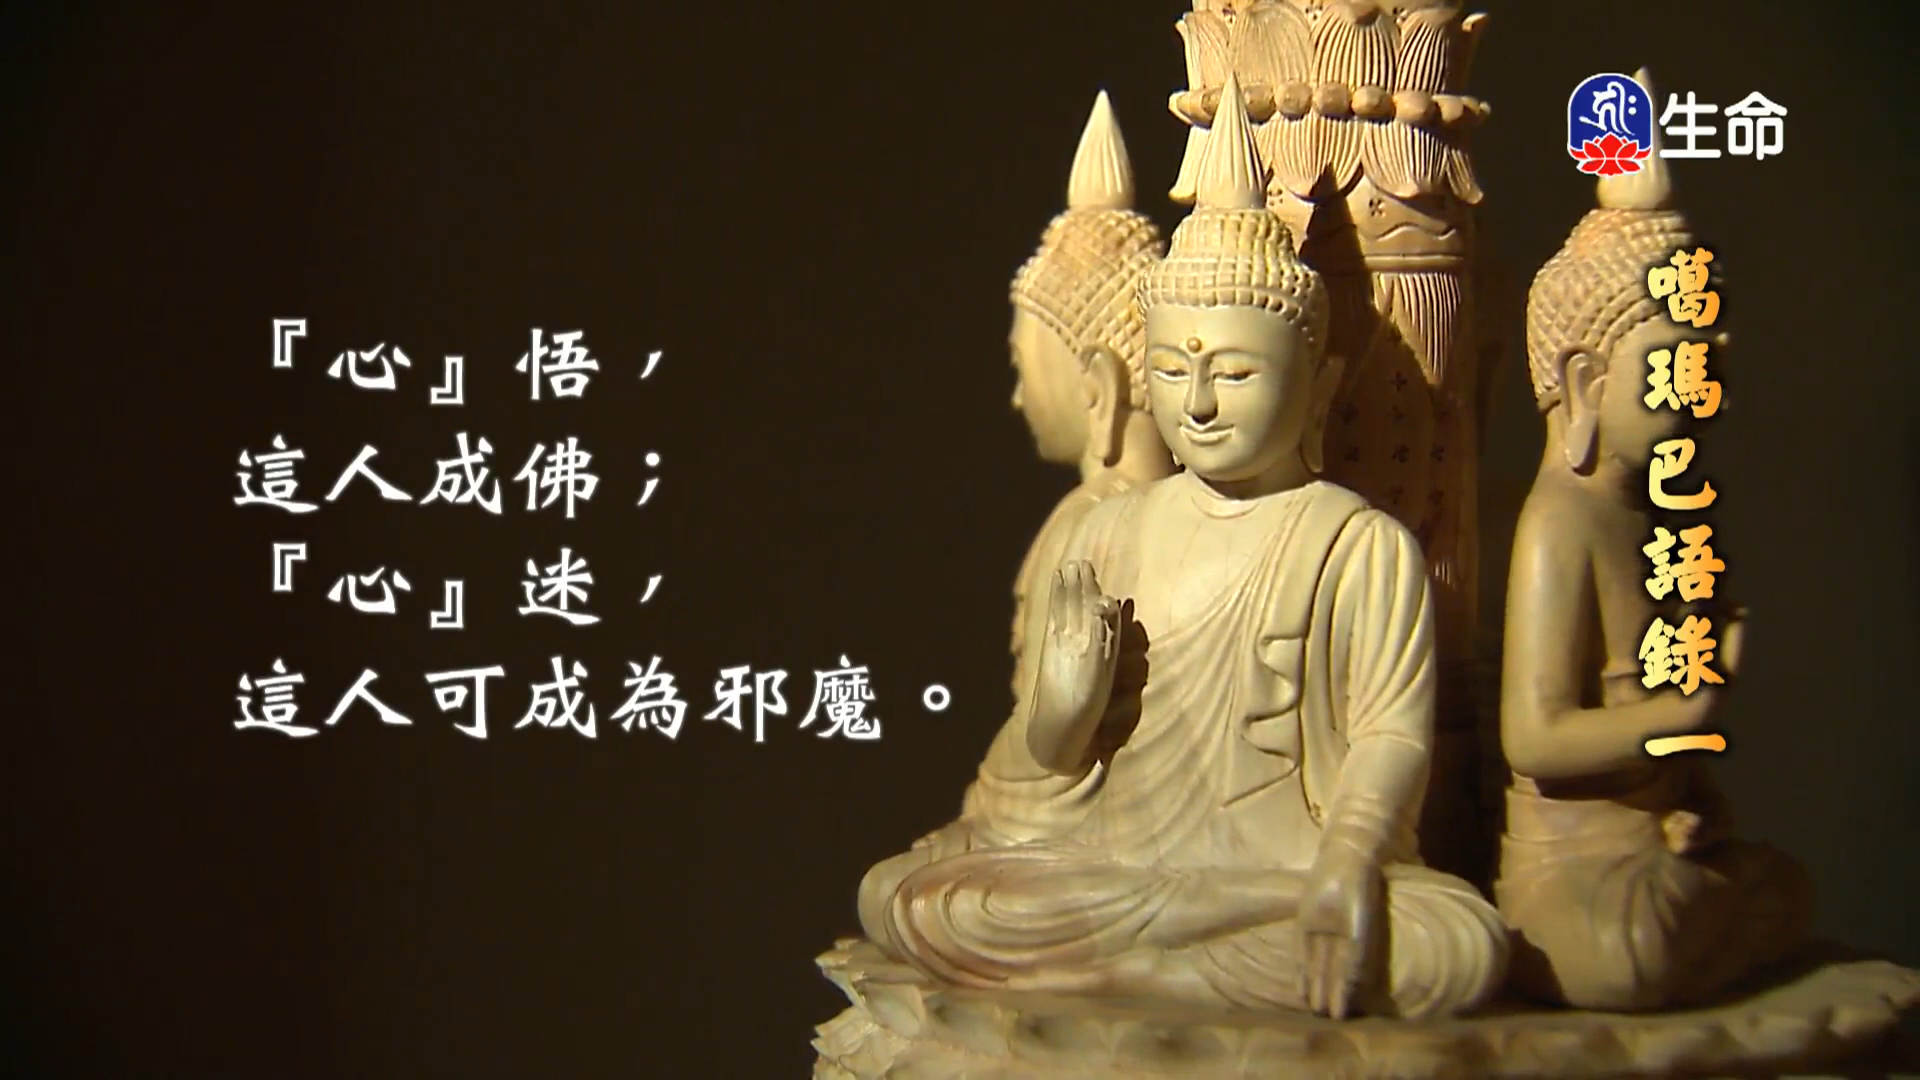 『心』悟，
這人成佛；
『心』迷，
這人可成為邪魔。
生命
噶瑪巴語錄一